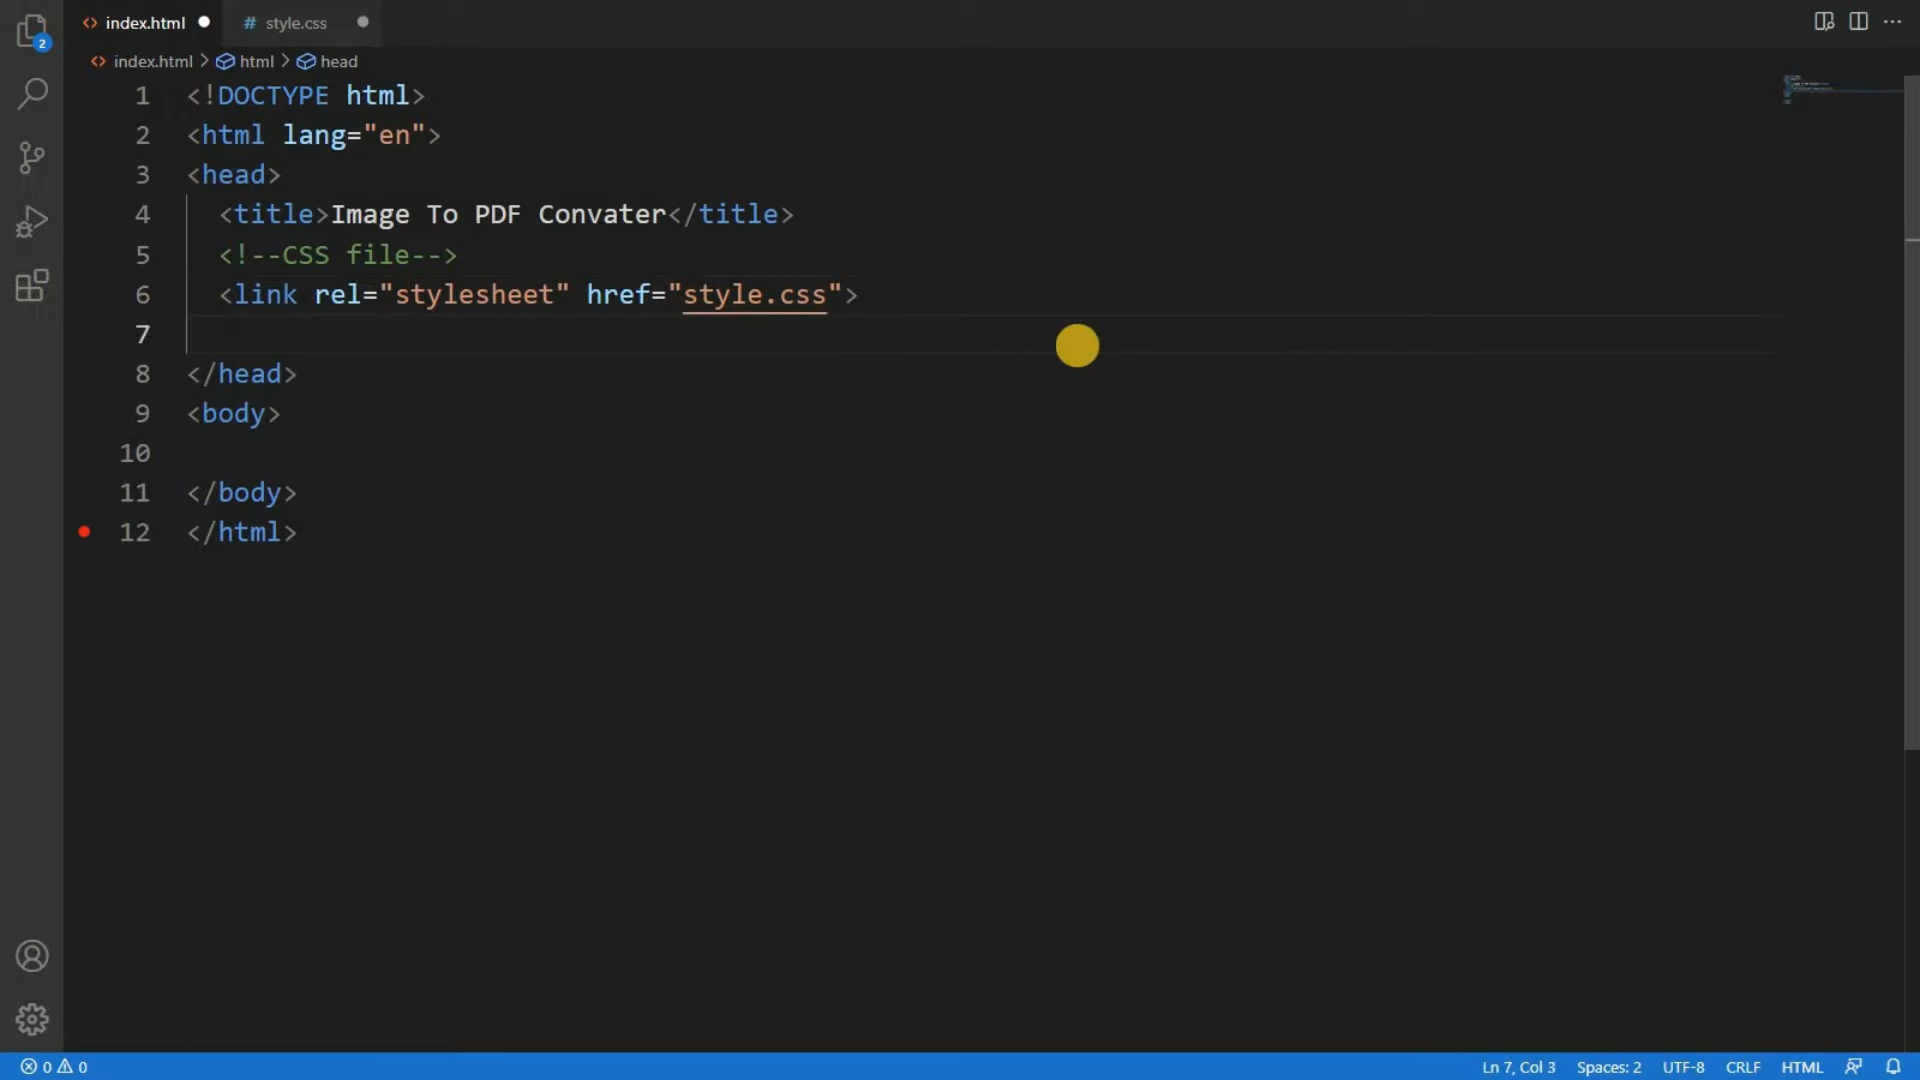 index.html
# style.css
index.html > html > head
2
1 <!DOCTYPE html>
2 <html lang="en">
3 <head>
4 <title>Image To PDF Convater</title>
5 <!--CSS file-->
6 <link rel="stylesheet" href="style.css">
7
8 </head>
9 <body>
10
11 </body>
12 </html>
0 0 Ln 7, Col 3 Spaces: 2 UTF-8 CRLF HTML